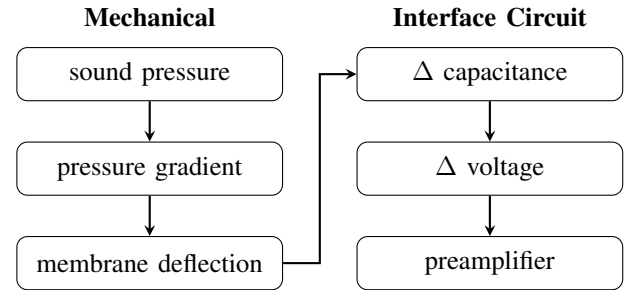 Mechanical
sound pressure
pressure gradient
membrane deflection
Interface Circuit
Δ capacitance
Δ voltage
preamplifier